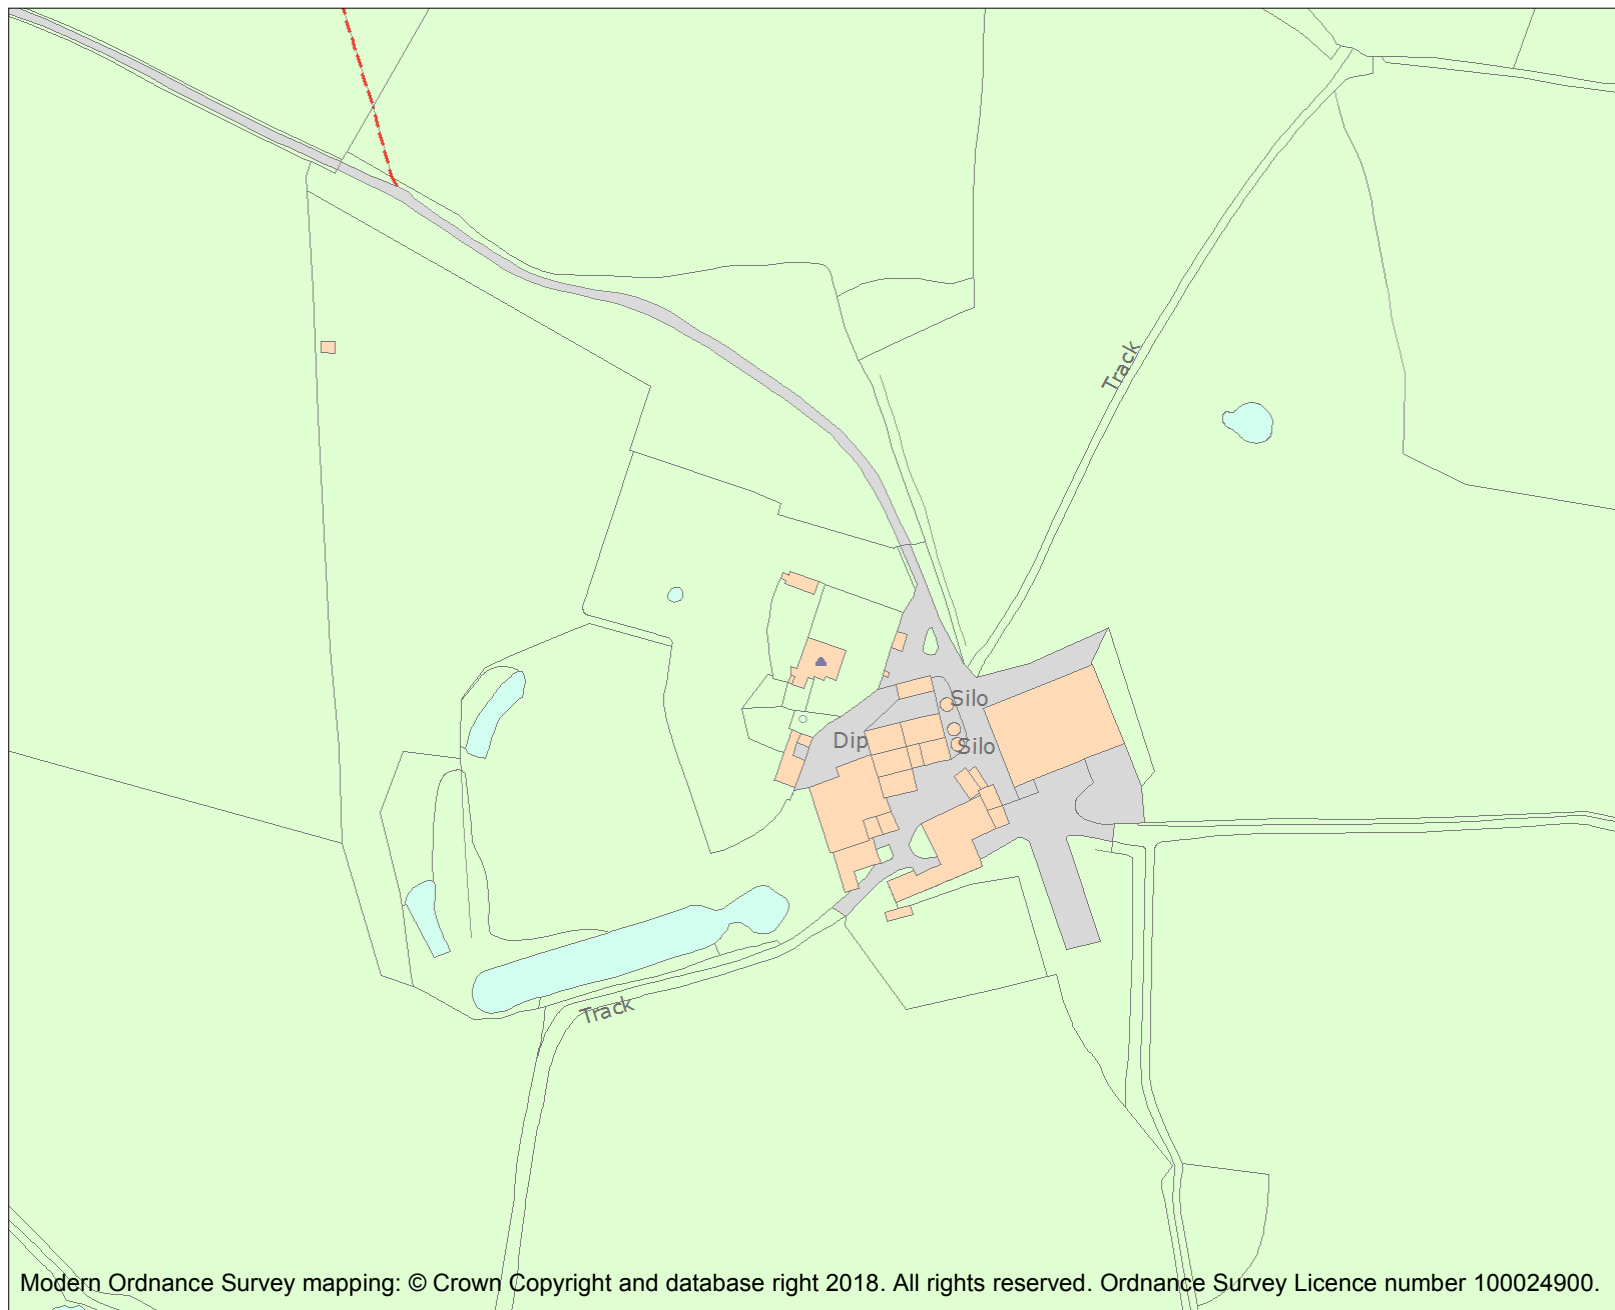 Track
Silo
Dip
Silo
Track
Modern Ordnance Survey mapping: © Crown Copyright and database right 2018. All rights reserved. Ordnance Survey Licence number 100024900.